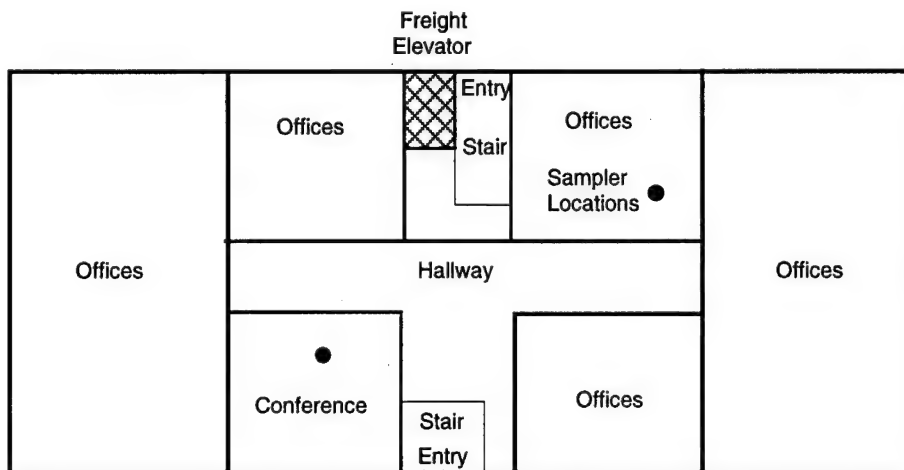 Freight
Elevator
Entry
Offices
Offices
Stair
Sampler
Locations
Offices
Hallway
Offices
Conference
Offices
Stair
Entry